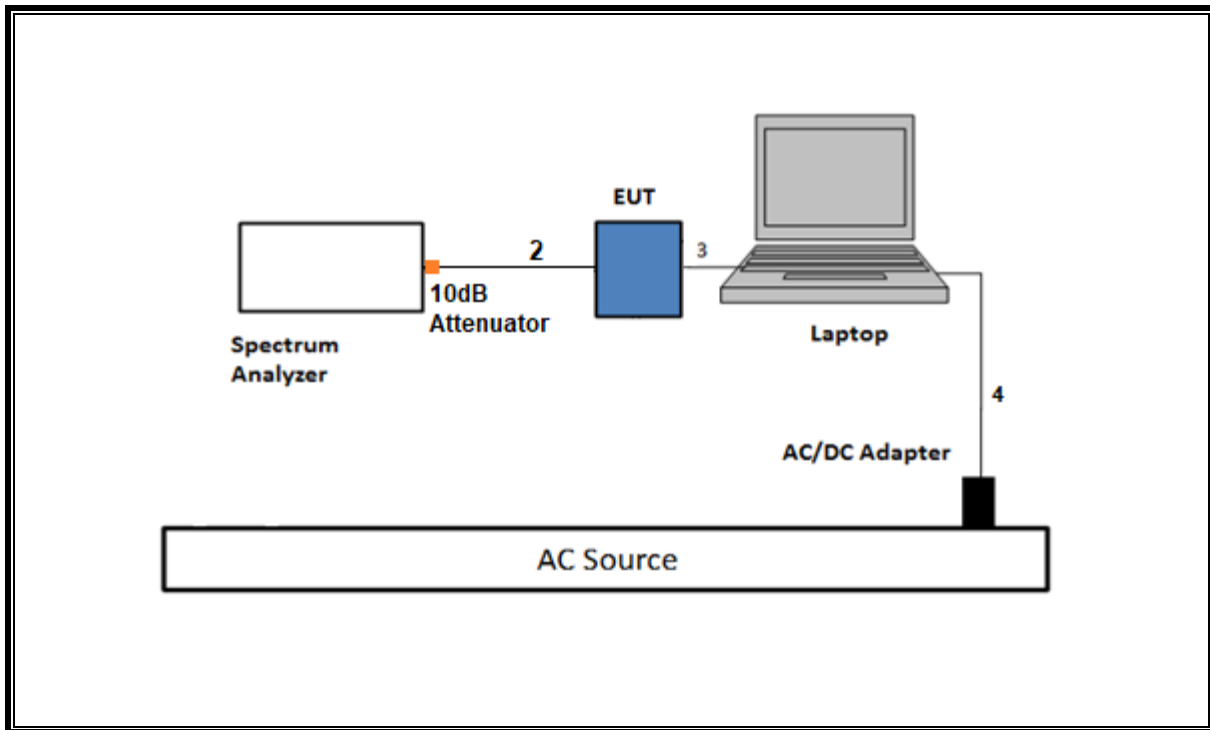 EUT
2
3
10dB
Attenuator
Spectrum
Analyzer
Laptop
4
AC/DC Adapter
AC Source